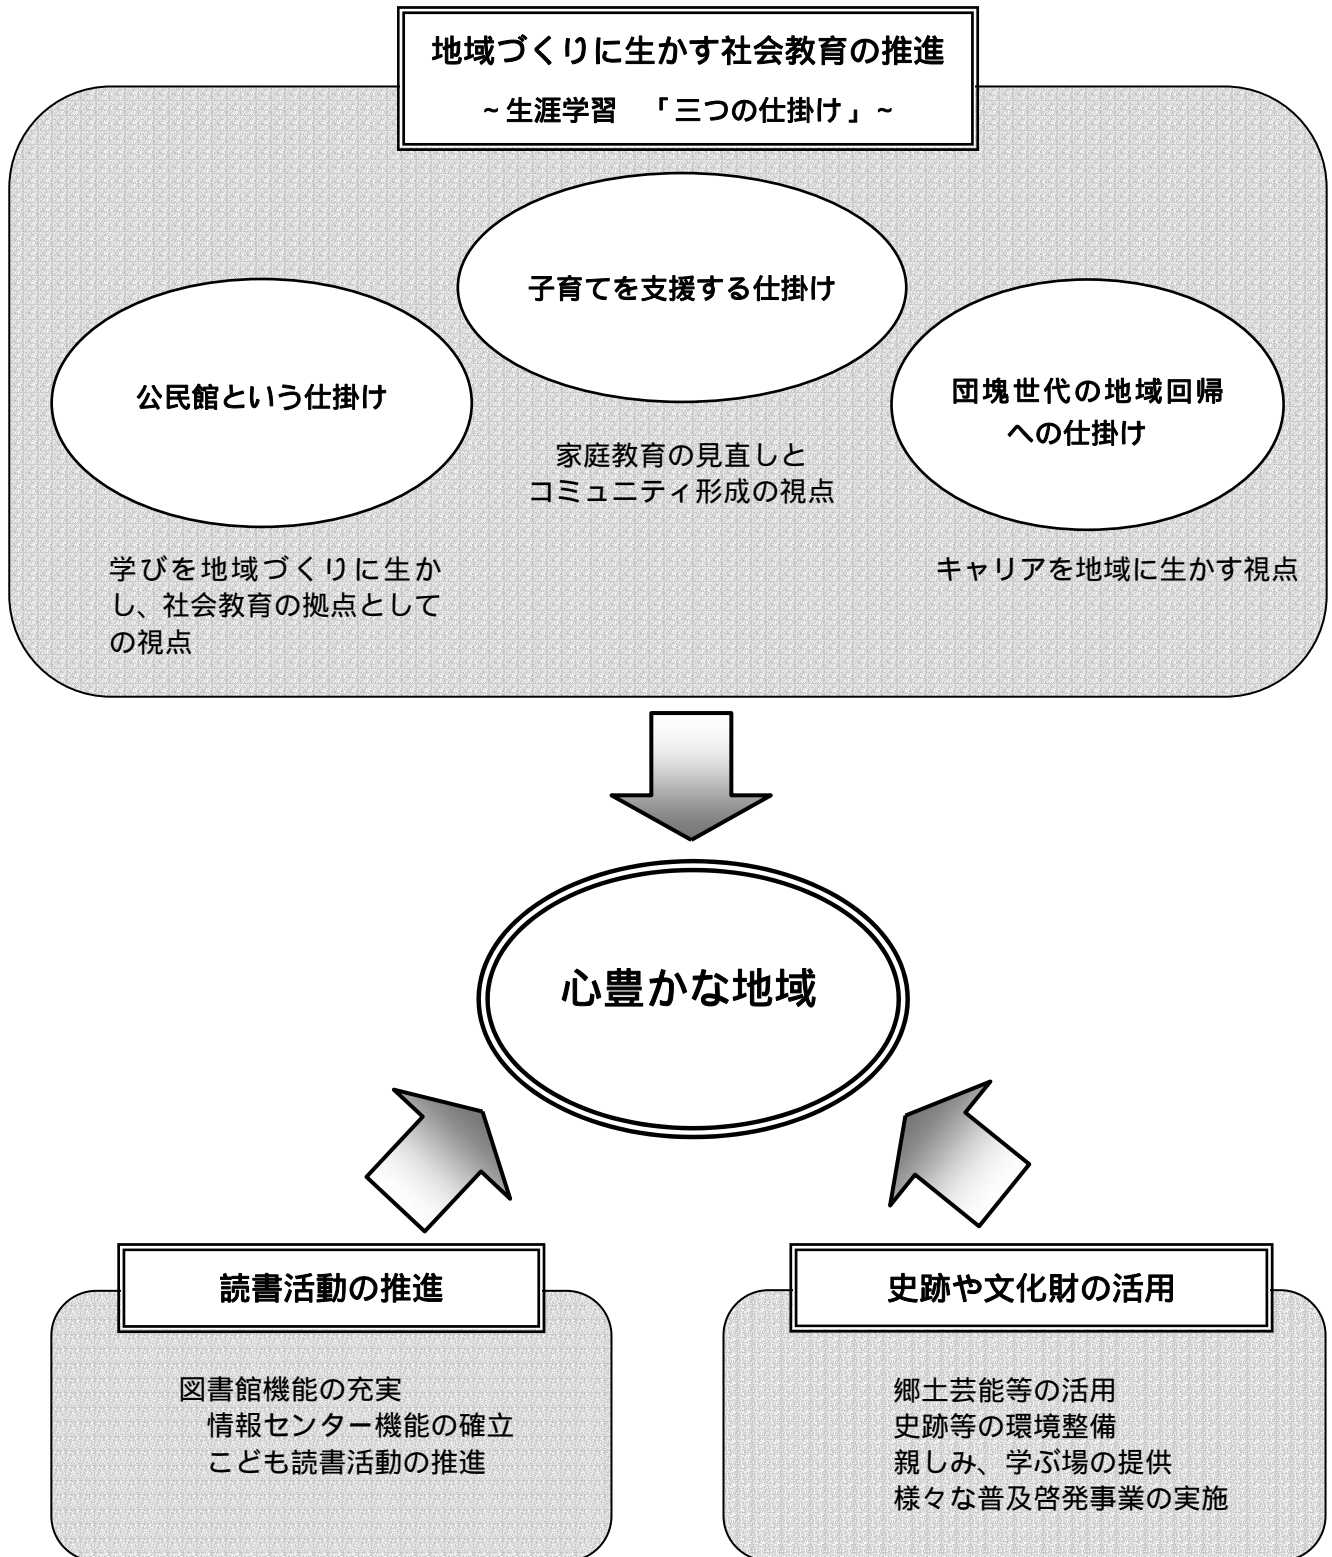 地域づくりに生かす社会教育の推進
~生涯学習　「三つの仕掛け」~
子育てを支援する仕掛け
家庭教育の見直しと
コミュニティ形成の視点
公民館という仕掛け
学びを地域づくりに生か
し、社会教育の拠点として
の視点
団塊世代の地域回帰
への仕掛け
キャリアを地域に生かす視点
心豊かな地域
読書活動の推進
図書館機能の充実
情報センター機能の確立
こども読書活動の推進
史跡や文化財の活用
郷土芸能等の活用
史跡等の環境整備
親しみ、学ぶ場の提供
様々な普及啓発事業の実施